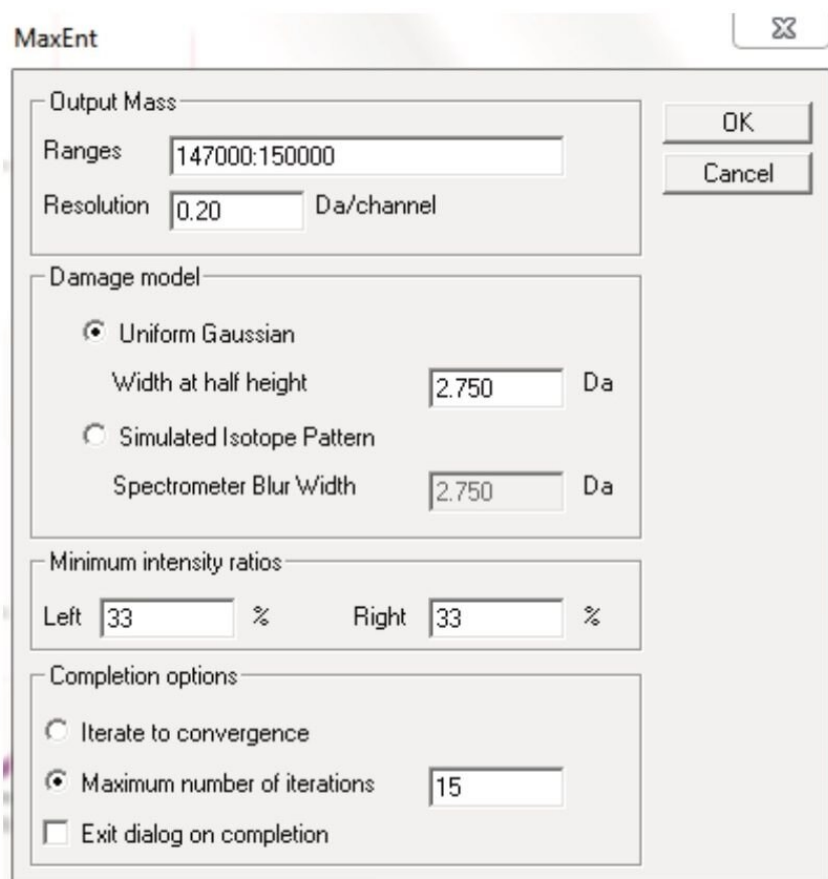 MaxEnt
Output Mass
Ranges 147000:150000
Resolution 0.20 Da/channel
OK
Cancel
Damage model
Uniform Gaussian
Width at half height 2.750 Da
Simulated Isotope Pattern
Spectrometer Blur Width 2.750 Da
Minimum intensity ratios
Left 33 % Right 33 %
Completion options
Iterate to convergence
Maximum number of iterations 15
Exit dialog on completion